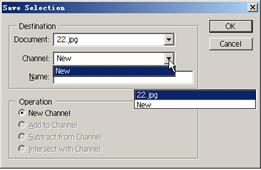 Save Selection
Destination
OK
Document: 22.jpg
Cancel
Channel: New
New
Name:
22.jpg
New
Operation
New Channel
Add to Channel
Subtract from Channel
Intersect with Channel